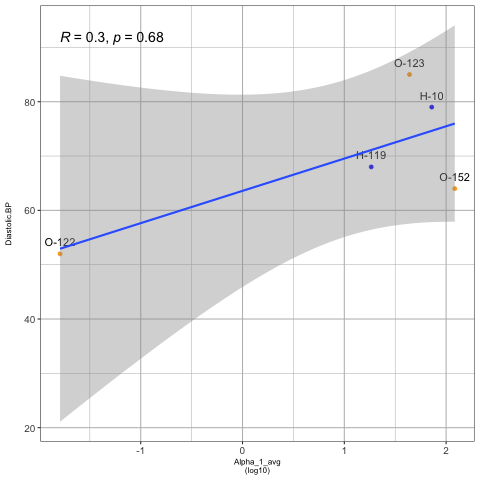 R = 0.3, p = 0.68
O-123
H-10
H-119
O-152
O-122
80
60
40
20
Diastolic.BP
-1
0
1
2
Alpha_1_avg
(log10)